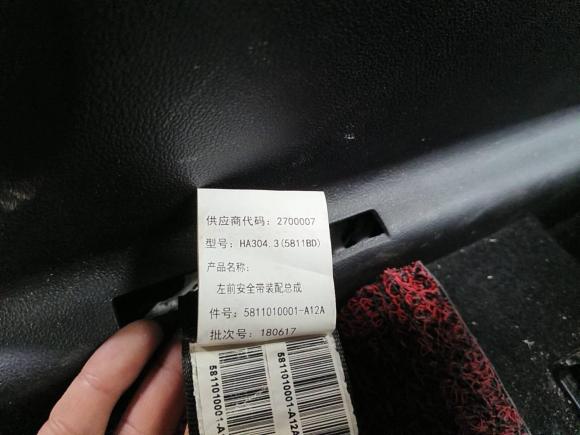 供应商代码：2700007
型号：HA304.3(5811BD)
产品名称：
左前安全带装配总成
件号：5811010001-A12A
批次号：180617
5811010001-A
5811010001-A12A